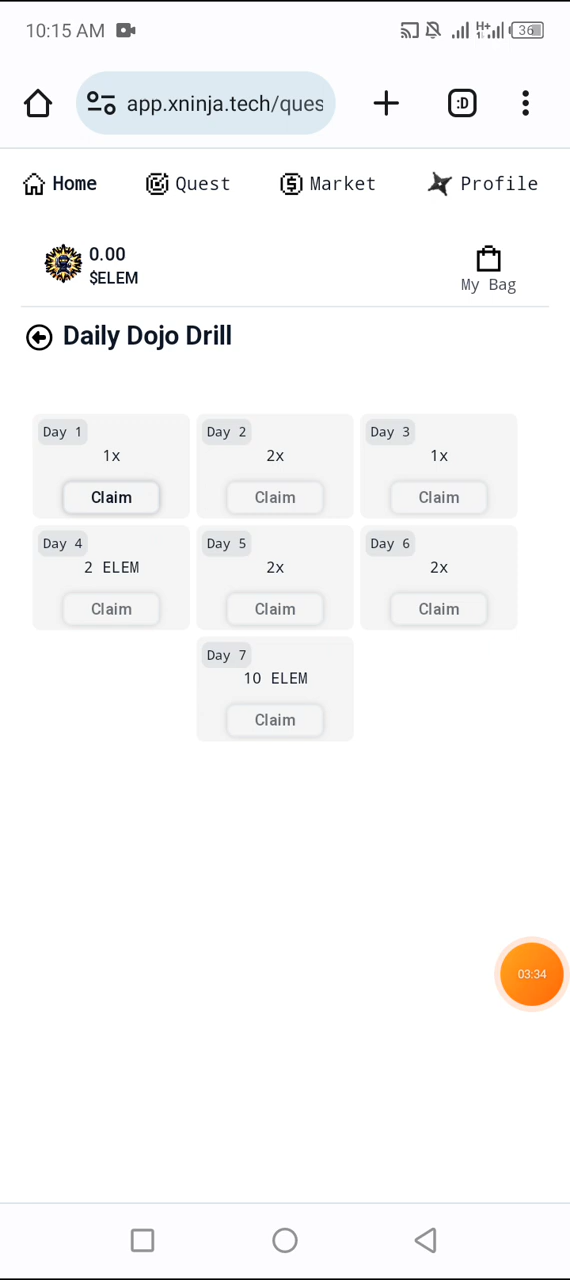 10:15 AM
36
app.xninja.tech/ques
:D
Home Quest Market Profile
0.00
$ELEM
My Bag
Daily Dojo Drill
Day 1 Day 2 Day 3
1x 2x 1x
Claim Claim Claim
Day 4 Day 5 Day 6
2 ELEM 2x 2x
Claim Claim Claim
Day 7
10 ELEM
Claim
03:34